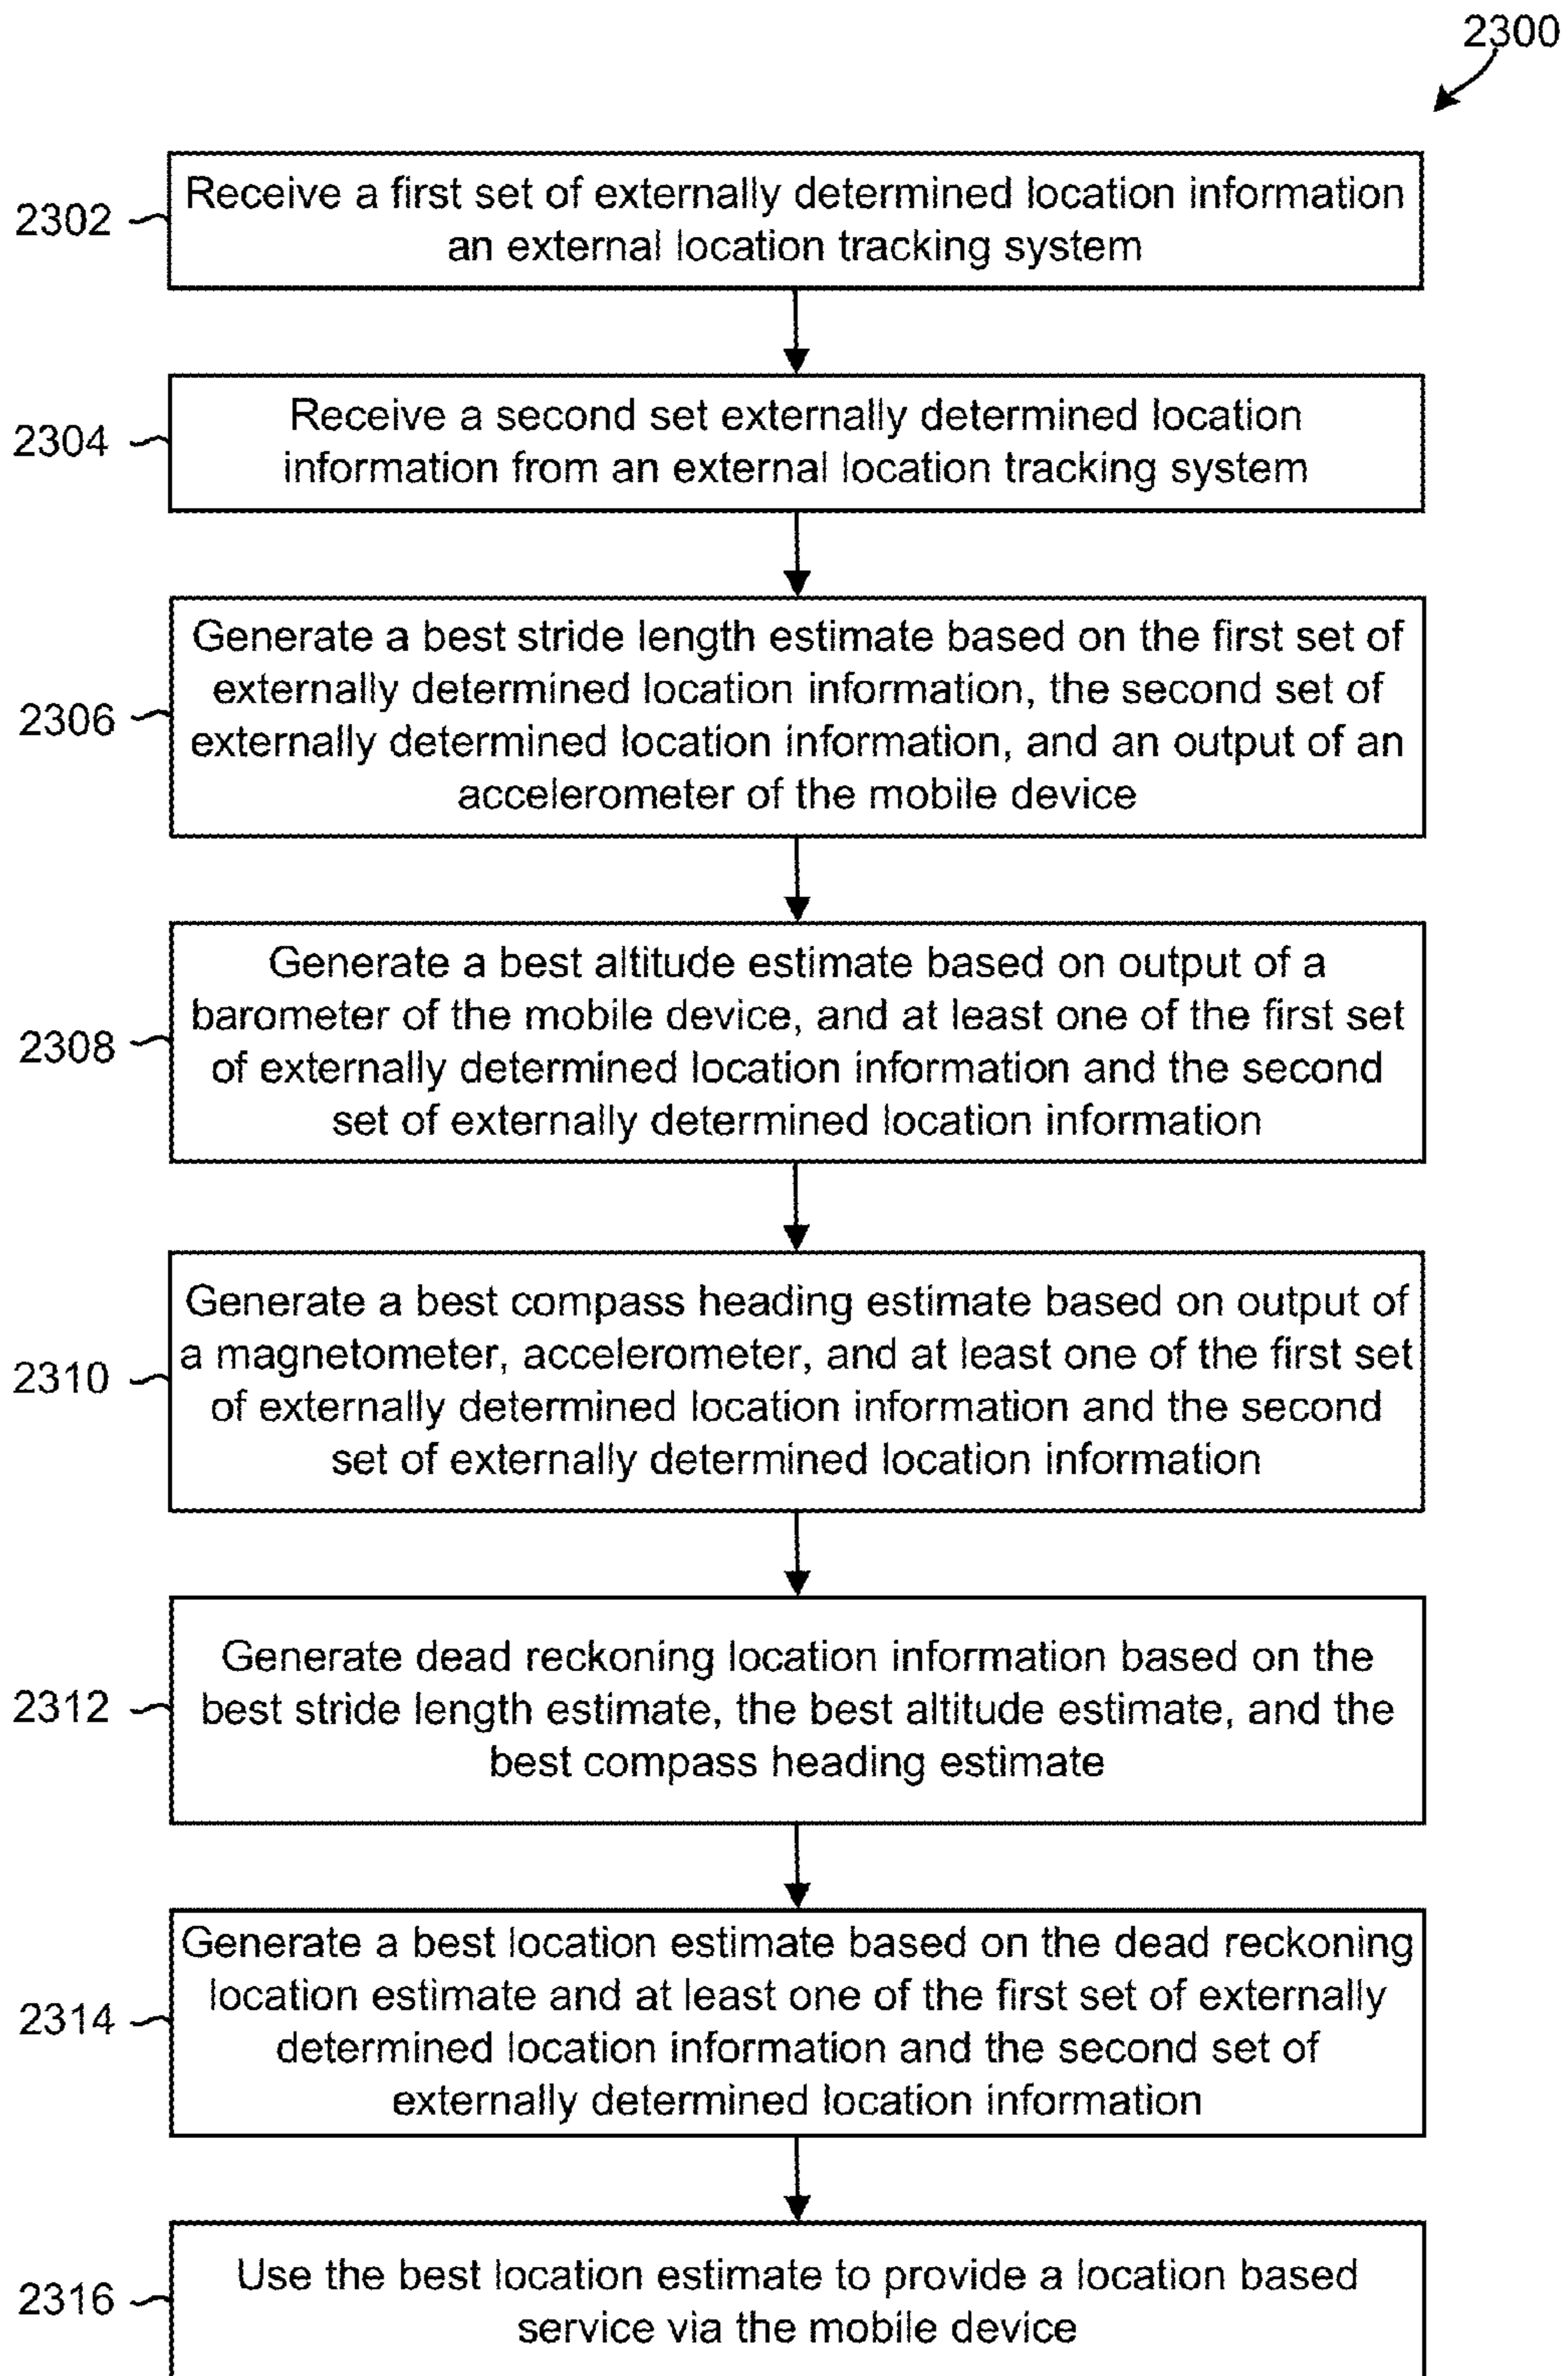 2300
2302
Receive a first set of externally determined location information
an external location tracking system
2304
Receive a second set externally determined location
information from an external location tracking system
2306
Generate a best stride length estimate based on the first set of
externally determined location information, the second set of
externally determined location information, and an output of an
accelerometer of the mobile device
2308
Generate a best altitude estimate based on output of a
barometer of the mobile device, and at least one of the first set
of externally determined location information and the second
set of externally determined location information
2310
Generate a best compass heading estimate based on output of
a magnetometer, accelerometer, and at least one of the first set
of externally determined location information and the second
set of externally determined location information
2312
Generate dead reckoning location information based on the
best stride length estimate, the best altitude estimate, and the
best compass heading estimate
2314
Generate a best location estimate based on the dead reckoning
location estimate and at least one of the first set of externally
determined location information and the second set of
externally determined location information
2316
Use the best location estimate to provide a location based
service via the mobile device